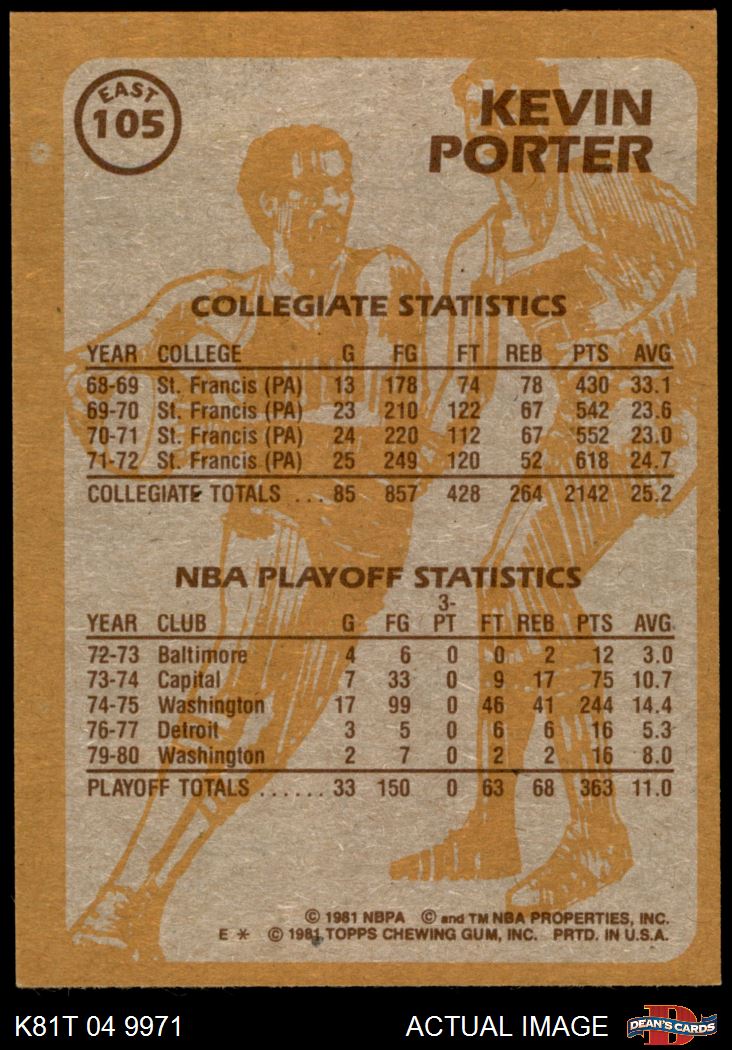 EAST
105
KEVIN
PORTER
COLLEGIATE STATISTICS
YEAR COLLEGE G FG FT REB PTS AVG
68-69 St. Francis (PA) 13 178 74 78 430 33.1
69-70 St. Francis (PA) 23 210 122 67 542 23.6
70-71 St. Francis (PA) 24 220 112 67 552 23.0
71-72 St. Francis (PA) 25 249 120 52 618 24.7
COLLEGIATE TOTALS ... 85 857 428 264 2142 25.2
NBA PLAYOFF STATISTICS
YEAR CLUB G FG 3-PT FT REB PTS AVG
72-73 Baltimore 4 6 0 0 2 12 3.0
73-74 Capital 7 33 0 9 17 75 10.7
74-75 Washington 17 99 0 46 41 244 14.4
76-77 Detroit 3 5 0 6 6 16 5.3
79-80 Washington 2 7 0 2 2 16 8.0
PLAYOFF TOTALS ...... 33 150 0 63 68 363 11.0
© 1981 NBPA © and TM NBA PROPERTIES, INC.
E * © 1981 TOPPS CHEWING GUM, INC. PRTD. IN U.S.A.
K81T 04 9971 ACTUAL IMAGE DEAN'S CARDS